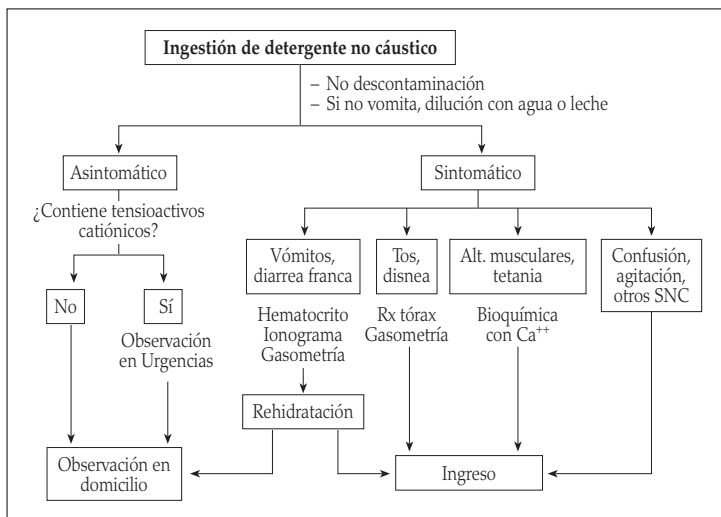 Ingestión de detergente no cáustico
– No descontaminación
– Si no vomita, dilución con agua o leche
Asintomático
Sintomático
¿Contiene tensioactivos
catiónicos?
No
Sí
Observación
en Urgencias
Vómitos,
diarrea franca
Hematocrito
Ionograma
Gasometría
Rehidratación
Tos,
disnea
Rx tórax
Gasometría
Alt. musculares,
tetania
Bioquímica
con Ca++
Confusión,
agitación,
otros SNC
Observación en
domicilio
Ingreso